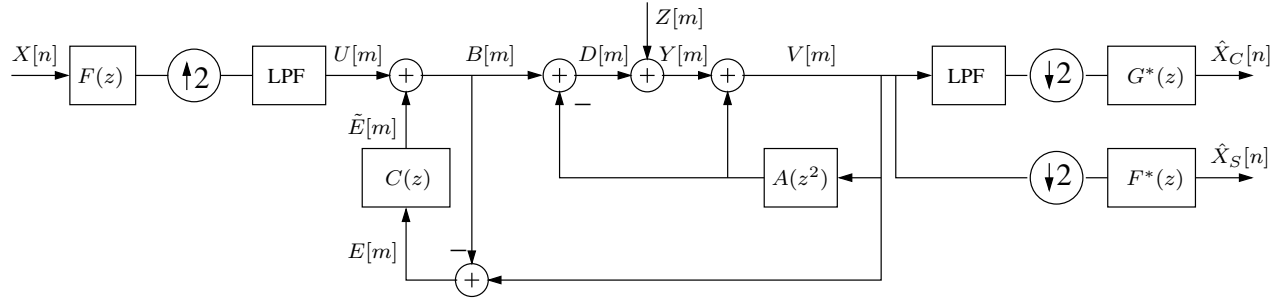 Z[m]
X[n]
F(z)
↑2
LPF
U[m]
+
B[m]
+
−
D[m]
+
Y[m]
+
V[m]
LPF
↓2
G*(z)
X̂_C[n]
Ẽ[m]
C(z)
A(z²)
↓2
F*(z)
X̂_S[n]
E[m]
−
+